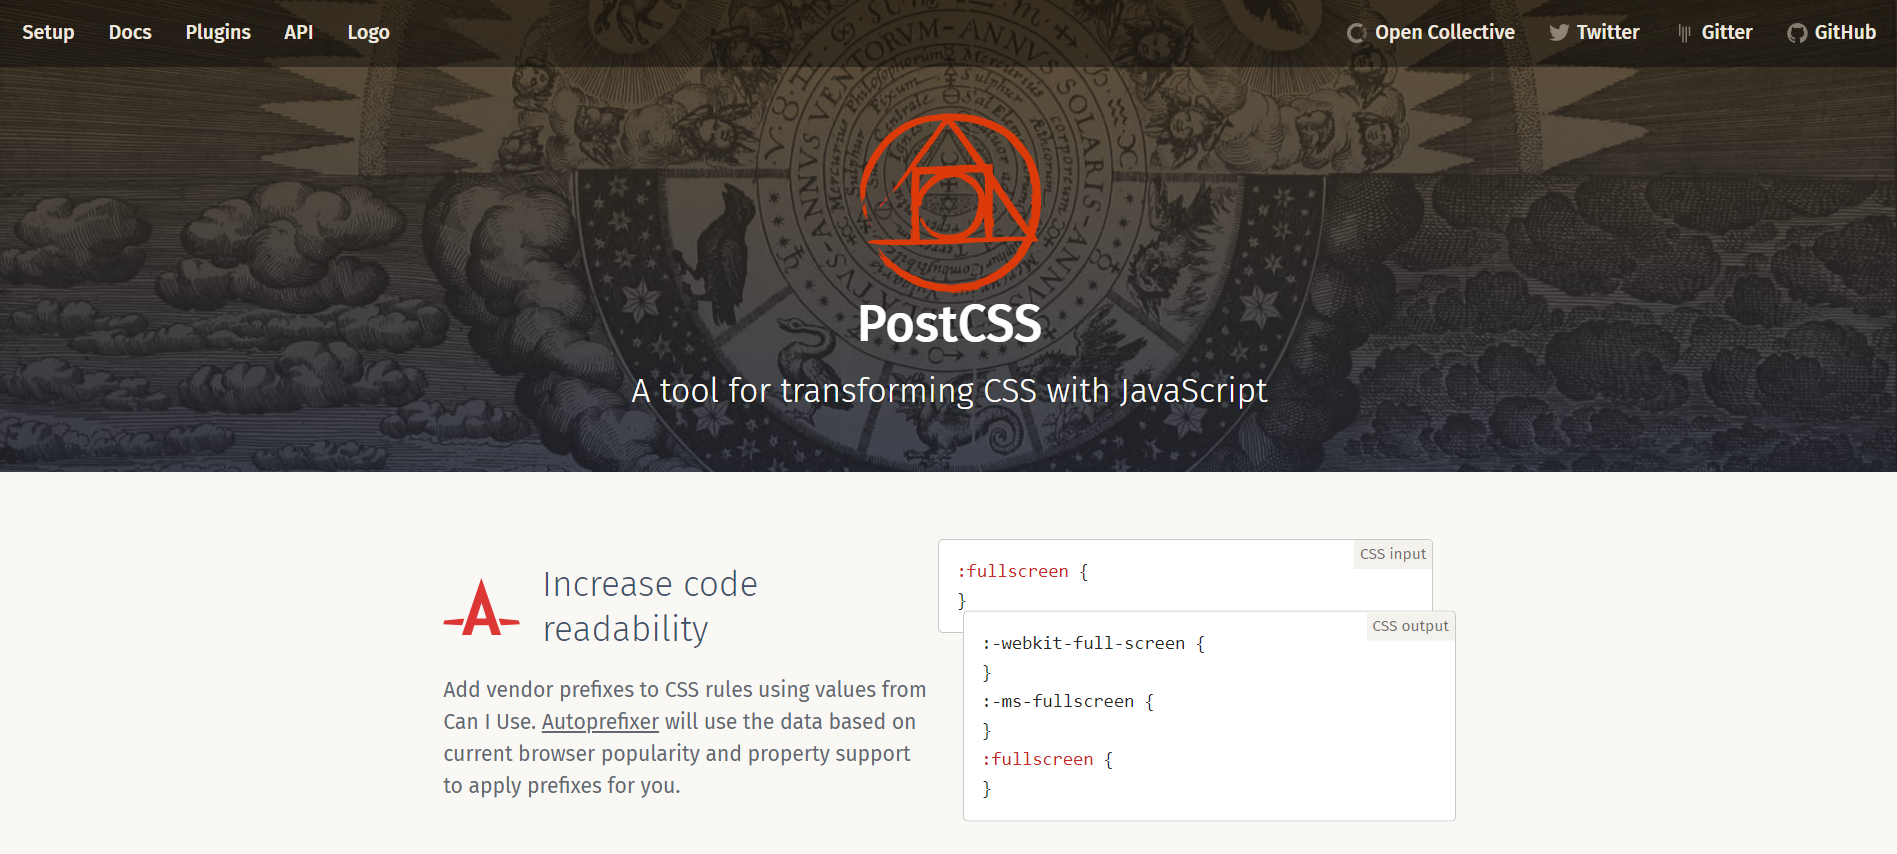 Setup Docs Plugins API Logo Open Collective Twitter Gitter GitHub
PostCSS
A tool for transforming CSS with JavaScript
Increase code
readability
Add vendor prefixes to CSS rules using values from
Can I Use. Autoprefixer will use the data based on
current browser popularity and property support
to apply prefixes for you.
CSS input
:fullscreen {
}
CSS output
:-webkit-full-screen {
}
:-ms-fullscreen {
}
:fullscreen {
}